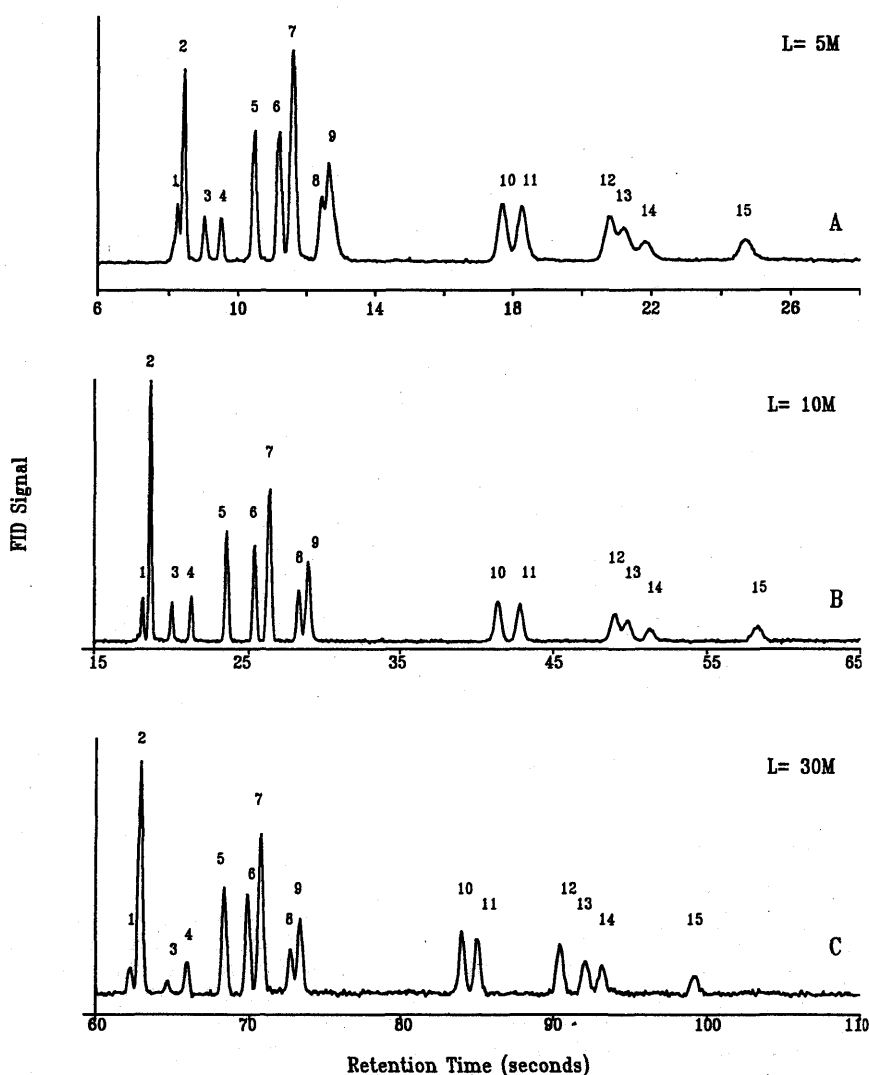 7
2
L= 5M
5 6
9
1 8 10 11 12
3 4 13
14 15
A
6 10 14 18 22 26
2
L= 10M
7
FID Signal
5 6
9
1 3 4 8 10 11 12 13
14 15
B
15 25 35 45 55 65
2
L= 30M
7
5
6 9 10 12
1 8 11 13 14 15
4
3
C
60 70 80 90 100 110
Retention Time (seconds)